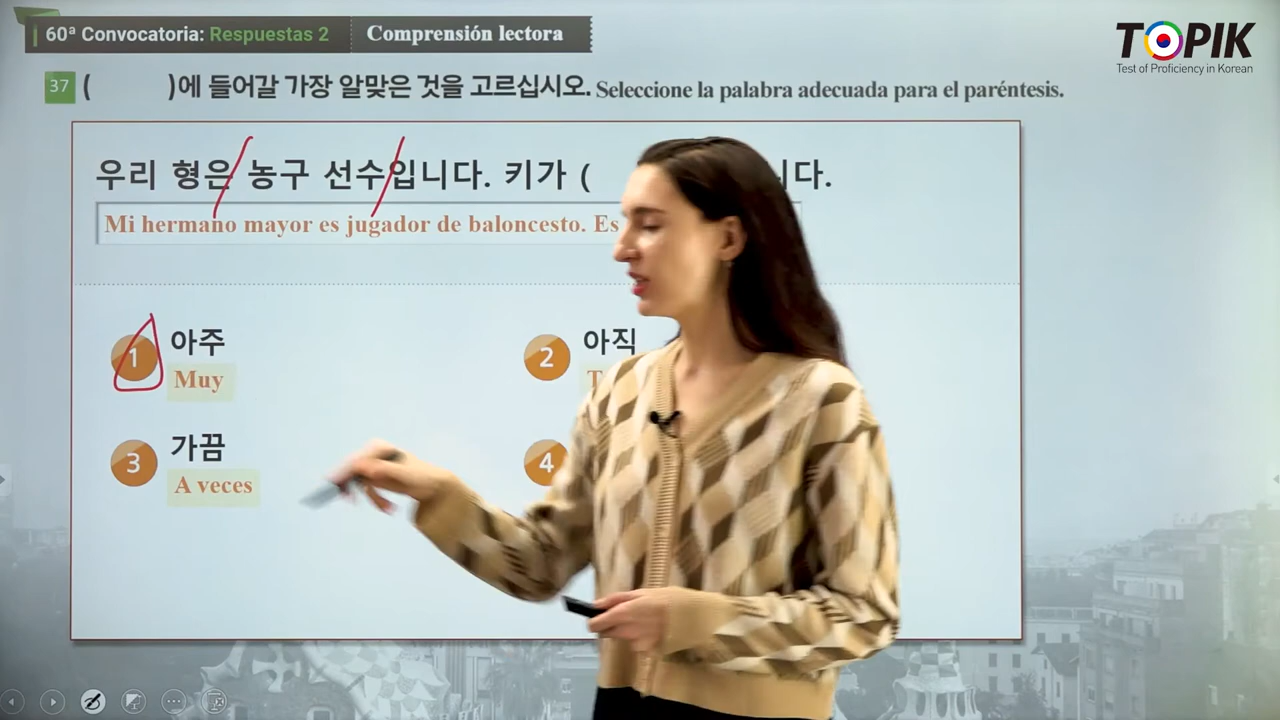 60ª Convocatoria: Respuestas 2 Comprensión lectora
TOPIK
Test of Proficiency in Korean
37 ( )에 들어갈 가장 알맞은 것을 고르십시오. Seleccione la palabra adecuada para el paréntesis.
우리 형은 농구 선수입니다. 키가 ( 니다.
Mi hermano mayor es jugador de baloncesto. Es
1 아주
Muy
2 아직
T
3 가끔
A veces
4